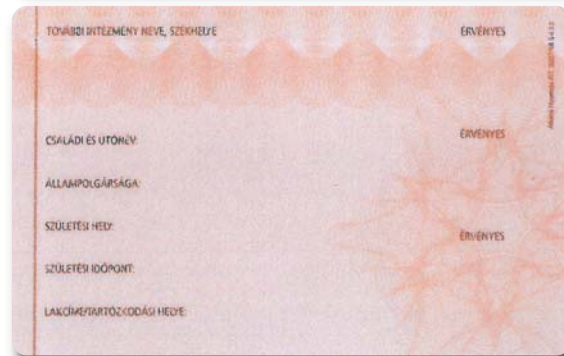 TOVÁBBI INTÉZMÉNY NEVE, SZÉKHELYE
ÉRVÉNYES
CSALÁDI ÉS UTÓNÉV:
ÉRVÉNYES
ÁLLAMPOLGÁRSÁGA:
SZÜLETÉSI HELY:
ÉRVÉNYES
SZÜLETÉSI IDŐPONT:
LAKCÍME/TARTÓZKODÁSI HELYE: